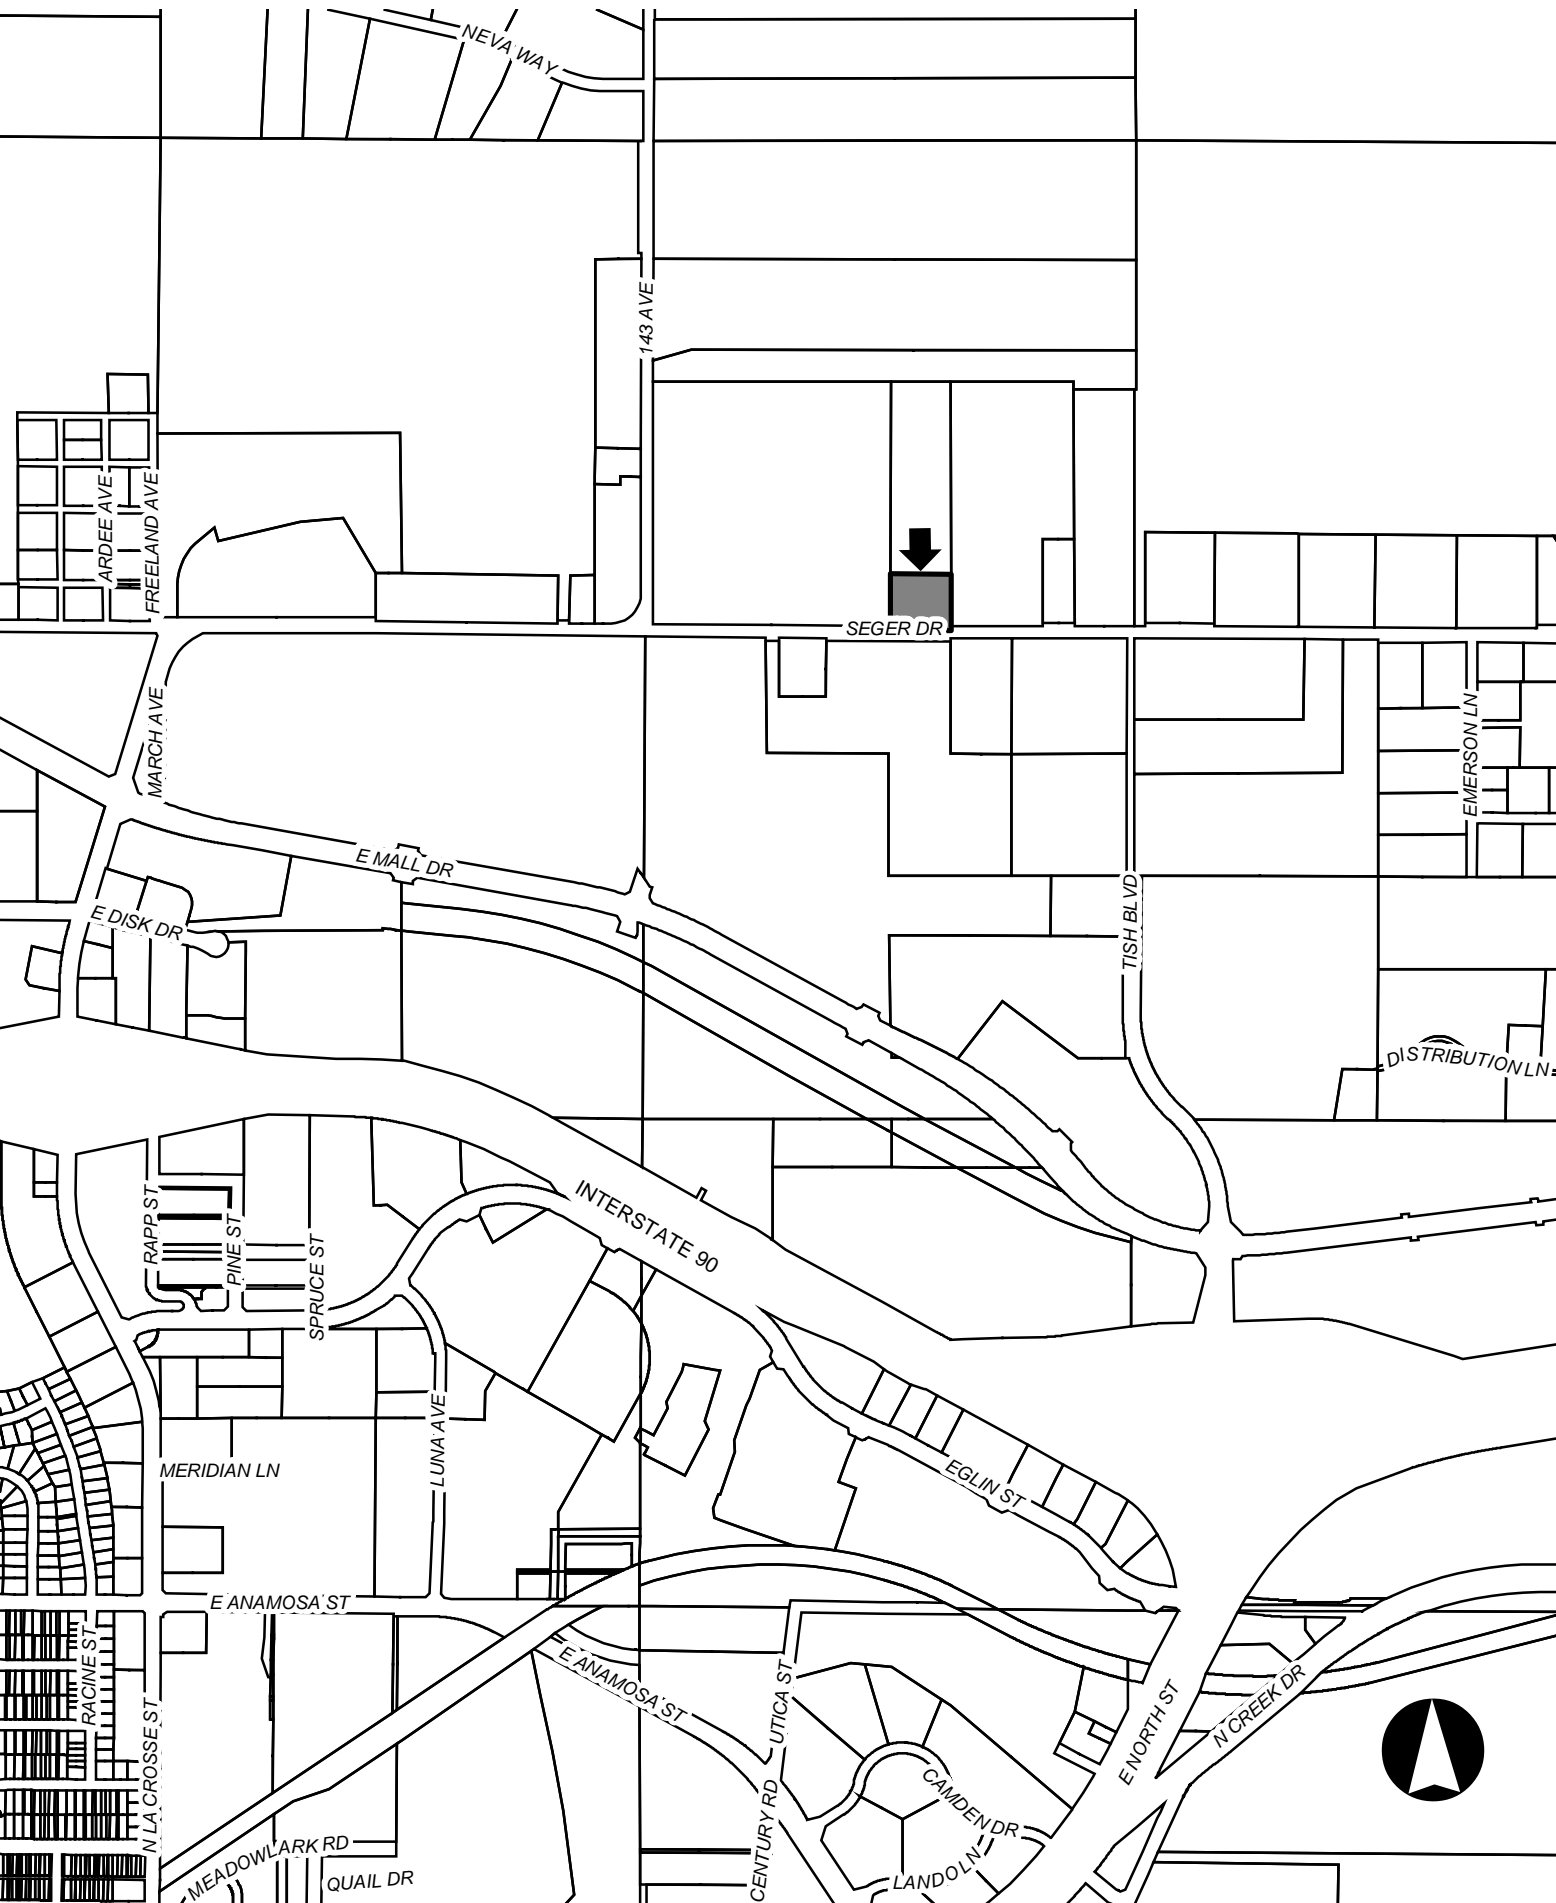 NEVA WAY
143 AVE
ARDEE AVE
FREELAND AVE
SEGER DR
MARCH AVE
EMERSON LN
E MALL DR
E DISK DR
TISH BLVD
DISTRIBUTION LN
RAPP ST
PINE ST
SPRUCE ST
INTERSTATE 90
LUNA AVE
MERIDIAN LN
EGLIN ST
E ANAMOSA ST
RACINE ST
E ANAMOSA ST
UTICA ST
N LA CROSSE ST
E NORTH ST
N CREEK DR
CAMDEN DR
CENTURY RD
MEADOWLARK RD
QUAIL DR
LANDO LN